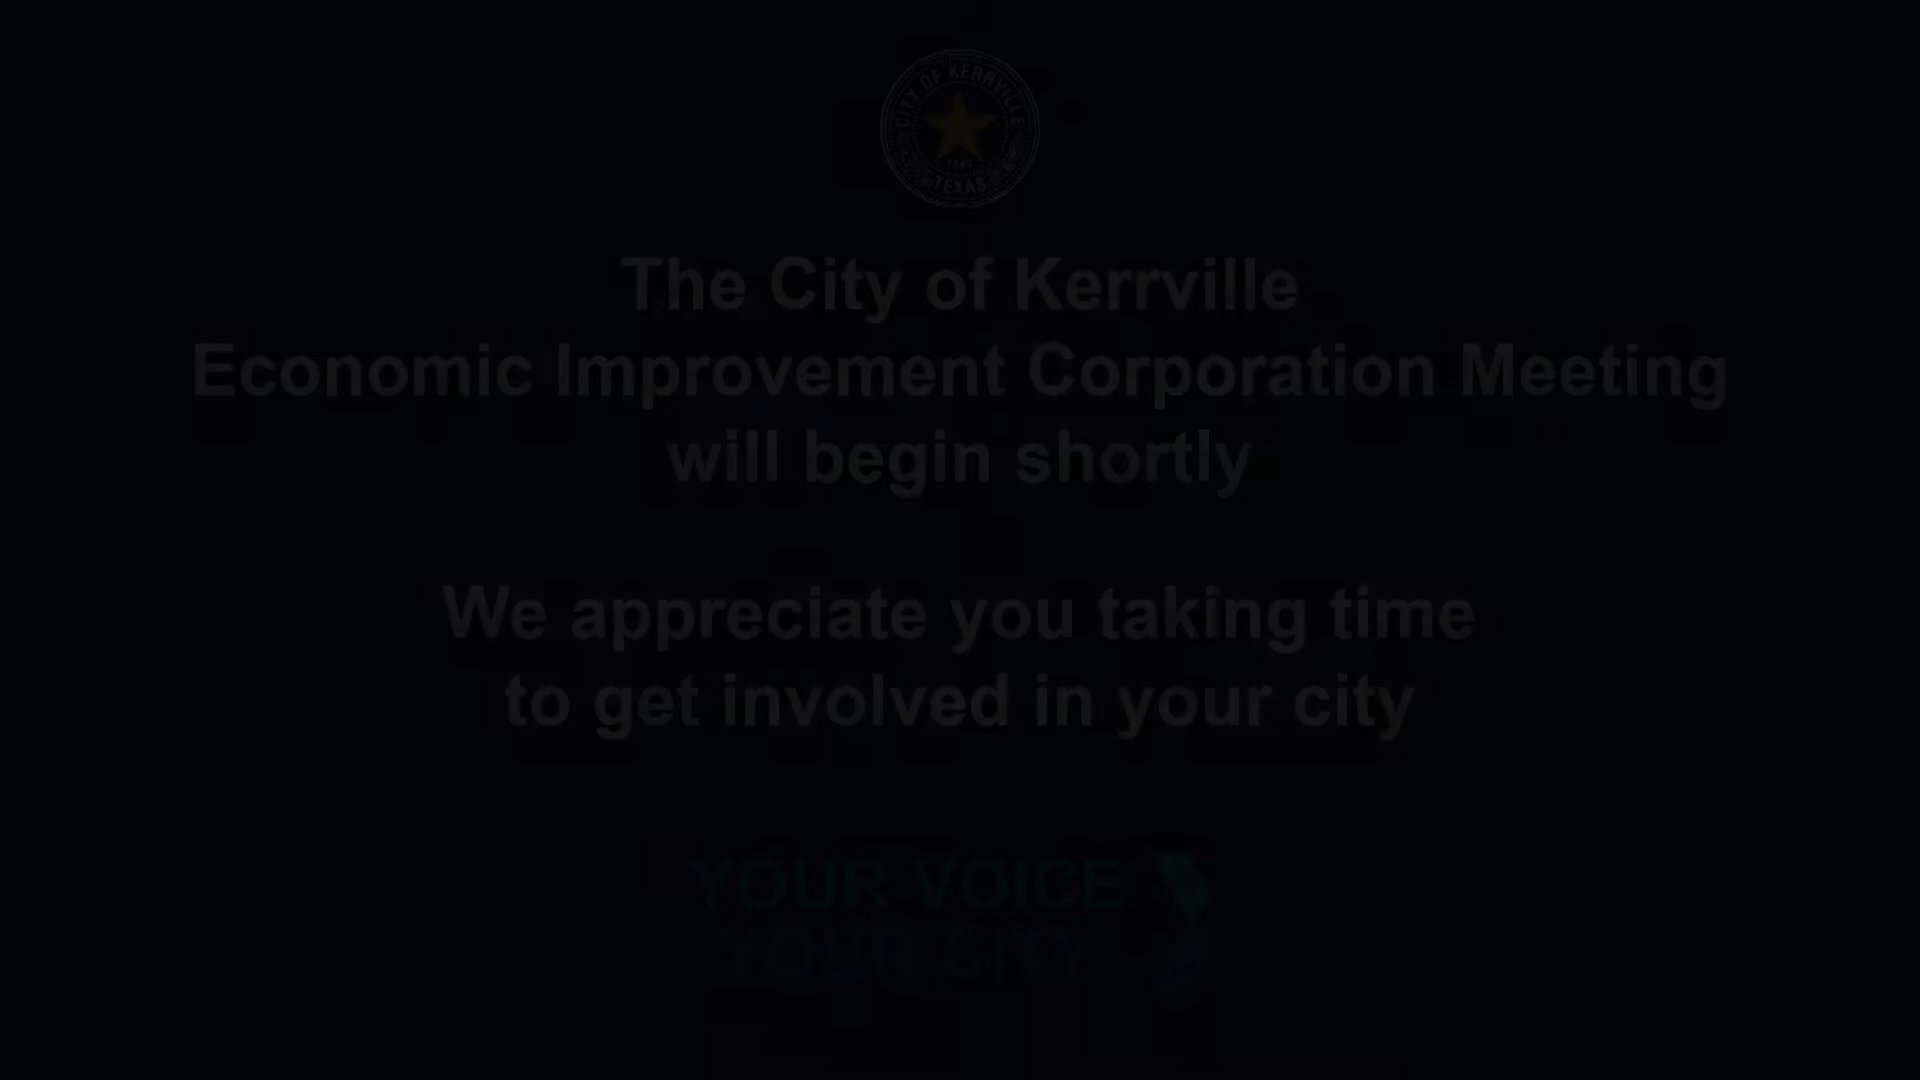 CITY OF KERRVILLE
TEXAS
The City of Kerrville
Economic Improvement Corporation Meeting
will begin shortly
We appreciate you taking time
to get involved in your city
YOUR VOICE
YOUR CITY